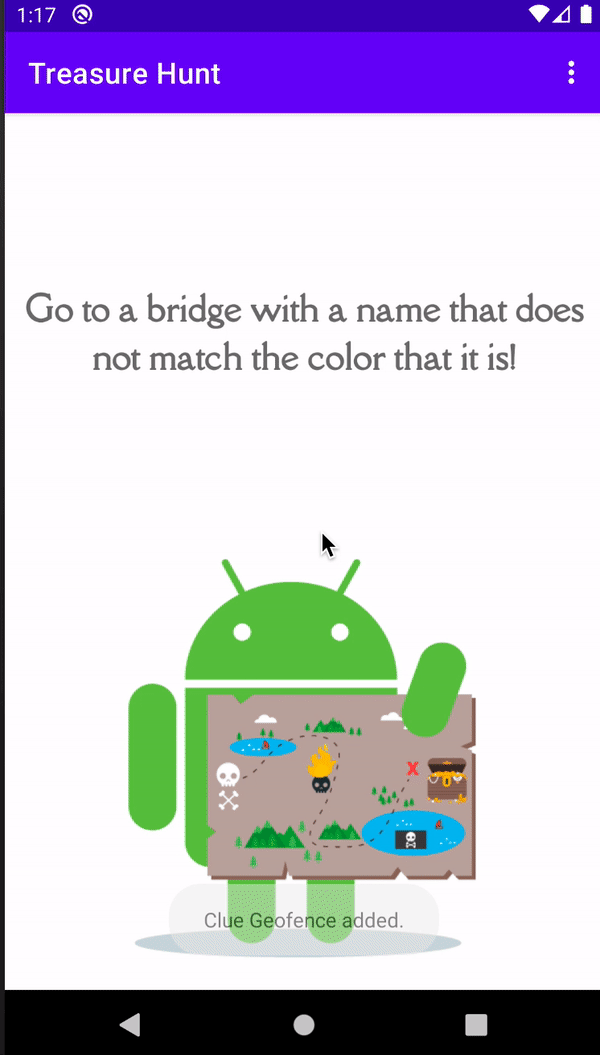 1:17
Treasure Hunt
Go to a bridge with a name that does
not match the color that it is!
X
Clue Geofence added.